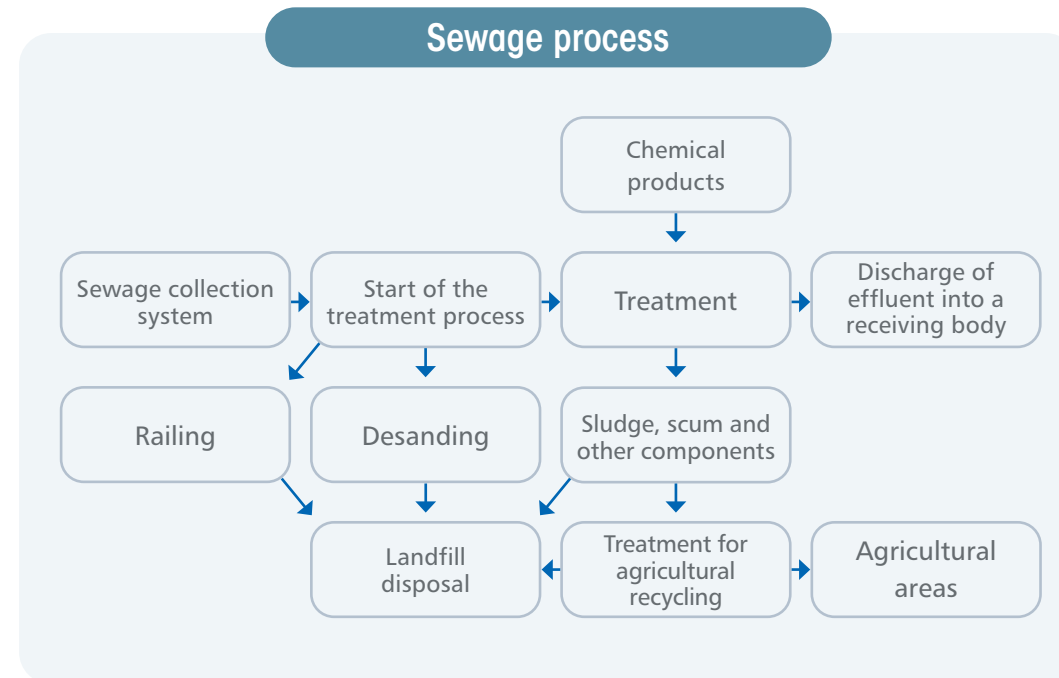 Sewage process
Chemical
products
Sewage collection
system
Start of the
treatment process
Treatment
Discharge of
effluent into a
receiving body
Railing
Desanding
Sludge, scum and
other components
Landfill
disposal
Treatment for
agricultural
recycling
Agricultural
areas